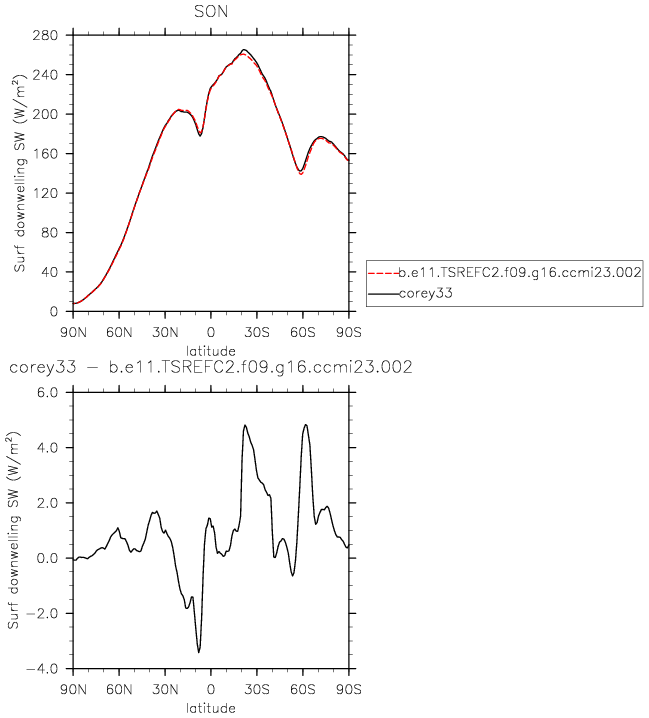 SON
280
240
200
160
120
80
40
0
Surf downwelling SW (W/m²)
90N 60N 30N 0 30S 60S 90S
latitude
b.e11.TSREFC2.f09.g16.ccmi23.002
corey33
corey33 − b.e11.TSREFC2.f09.g16.ccmi23.002
6.0
4.0
2.0
0.0
−2.0
−4.0
Surf downwelling SW (W/m²)
90N 60N 30N 0 30S 60S 90S
latitude